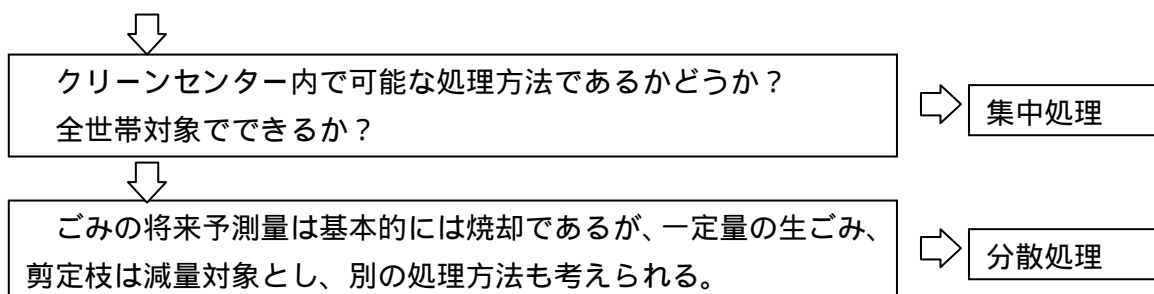 クリーンセンター内で可能な処理方法であるかどうか？
全世帯対象でできるか？
集中処理
ごみの将来予測量は基本的には焼却であるが、一定量の生ごみ、
剪定枝は減量対象とし、別の処理方法も考えられる。
分散処理